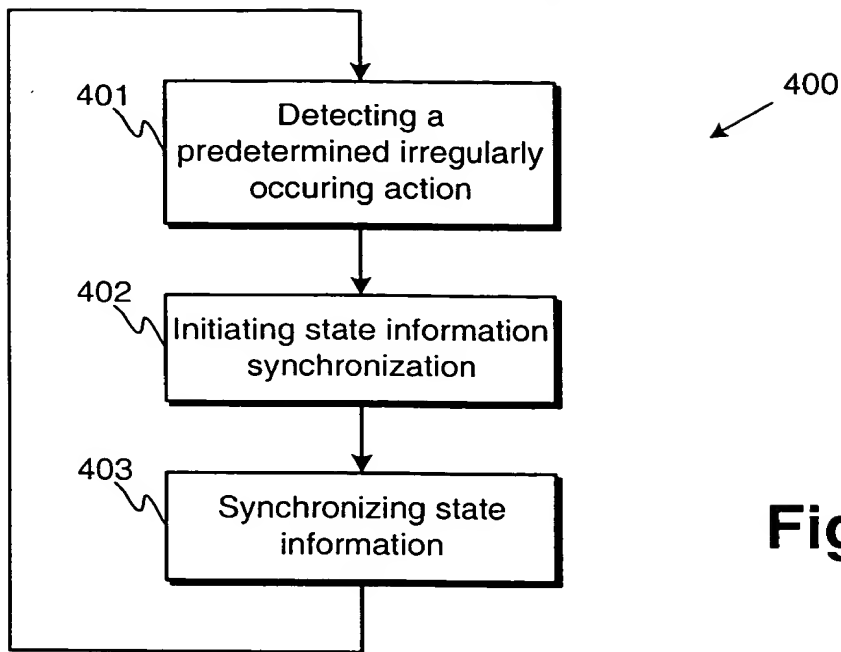 400
401
Detecting a
predetermined irregularly
occuring action
402
Initiating state information
synchronization
403
Synchronizing state
information
Fig